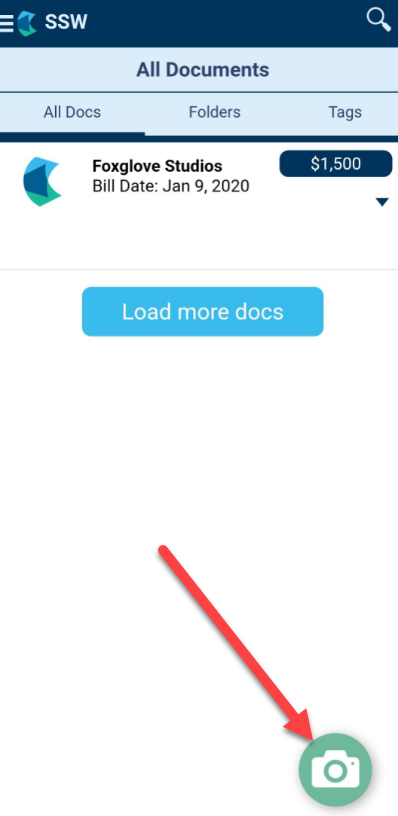 SSW
All Documents
All Docs Folders Tags
Foxglove Studios $1,500
Bill Date: Jan 9, 2020
Load more docs